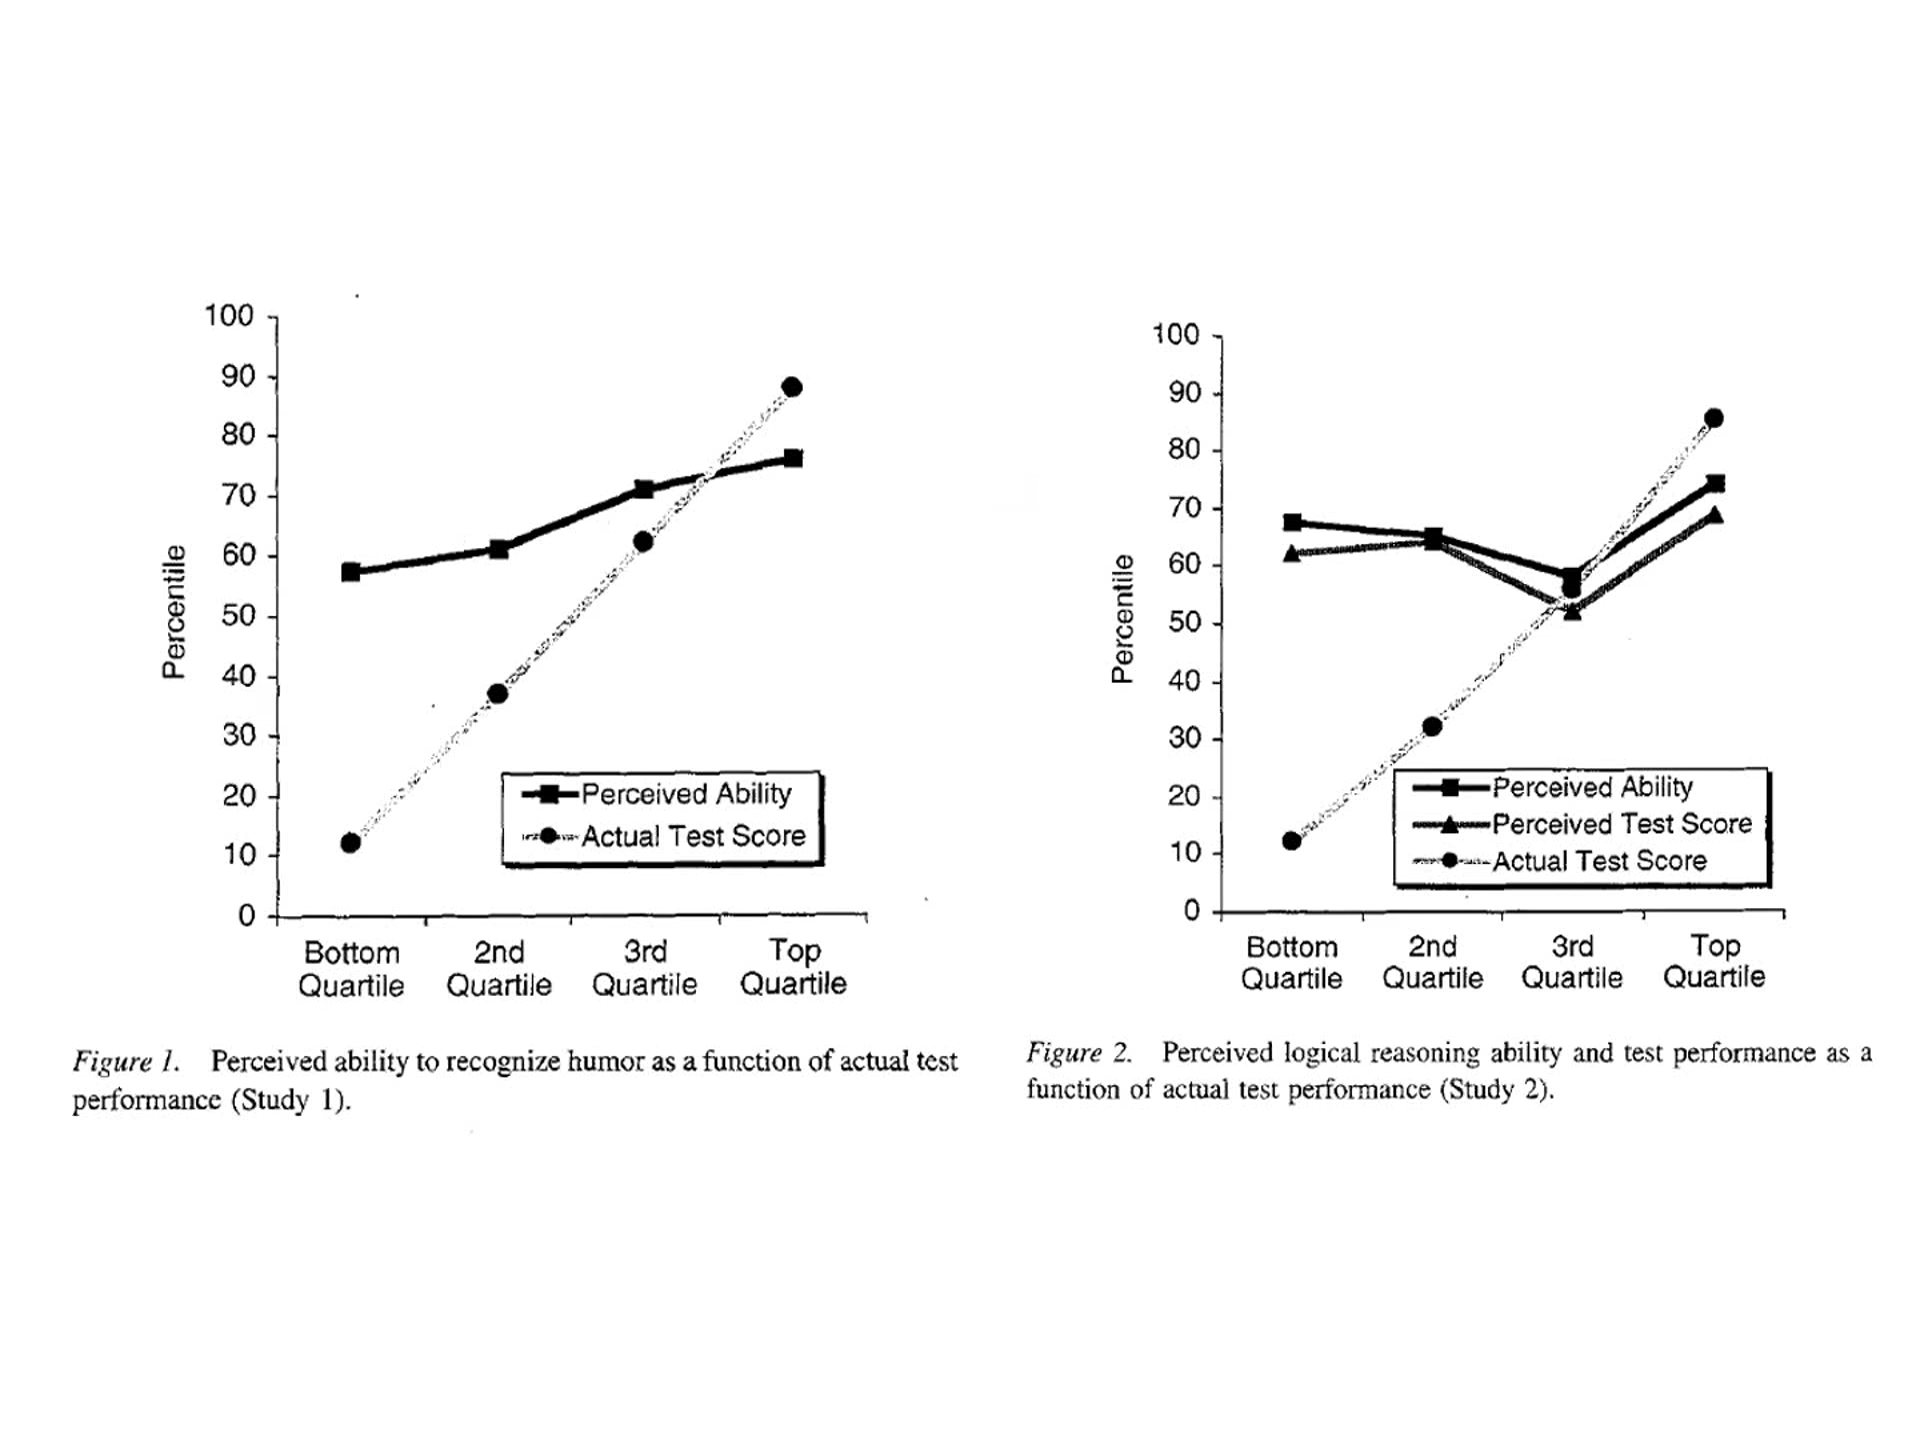 100
90
80
70
60
50
40
30
20
10
0
Percentile
Perceived Ability
Actual Test Score
Bottom Quartile
2nd Quartile
3rd Quartile
Top Quartile
Figure 1. Perceived ability to recognize humor as a function of actual test
performance (Study 1).
100
90
80
70
60
50
40
30
20
10
0
Percentile
Perceived Ability
Perceived Test Score
Actual Test Score
Bottom Quartile
2nd Quartile
3rd Quartile
Top Quartile
Figure 2. Perceived logical reasoning ability and test performance as a
function of actual test performance (Study 2).